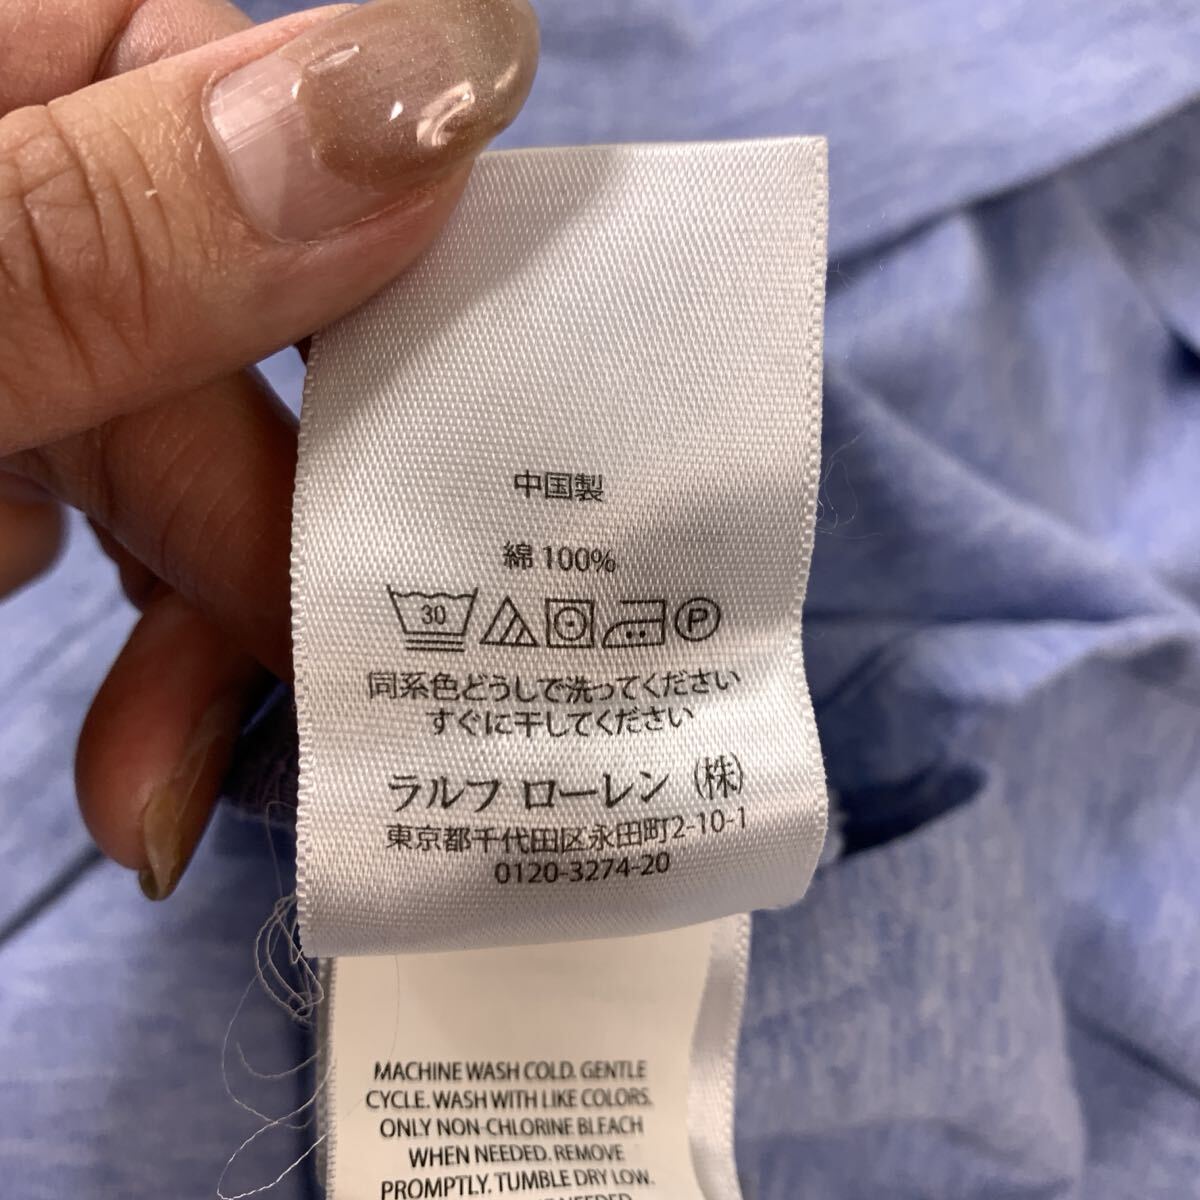 中国製
綿 100%
30 P
同系色どうしで洗ってください
すぐに干してください
ラルフ ローレン (株)
東京都千代田区永田町2-10-1
0120-3274-20
MACHINE WASH COLD. GENTLE
CYCLE. WASH WITH LIKE COLORS.
ONLY NON-CHLORINE BLEACH
WHEN NEEDED. REMOVE
PROMPTLY. TUMBLE DRY LOW.